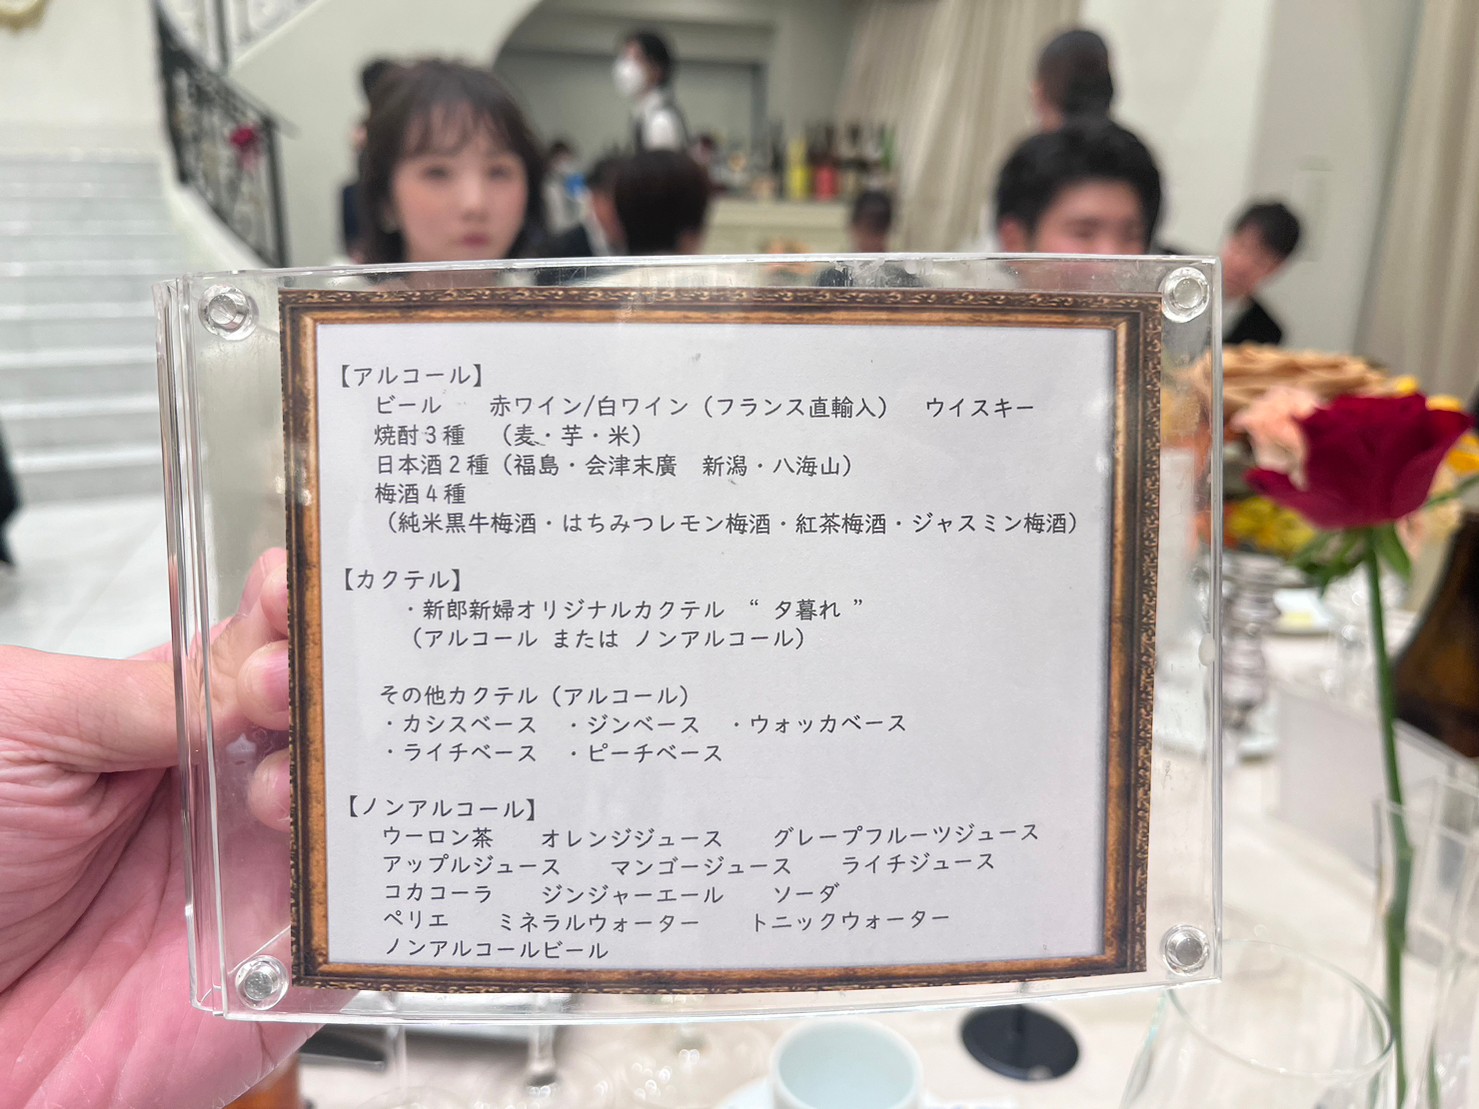 【アルコール】
ビール　赤ワイン/白ワイン（フランス直輸入）　ウイスキー
焼酎３種　（麦・芋・米）
日本酒２種（福島・会津末廣　新潟・八海山）
梅酒４種
（純米黒牛梅酒・はちみつレモン梅酒・紅茶梅酒・ジャスミン梅酒）
【カクテル】
・新郎新婦オリジナルカクテル　“ 夕暮れ ”
（アルコール または ノンアルコール）
その他カクテル（アルコール）
・カシスベース　・ジンベース　・ウォッカベース
・ライチベース　・ピーチベース
【ノンアルコール】
ウーロン茶　オレンジジュース　グレープフルーツジュース
アップルジュース　マンゴージュース　ライチジュース
コカコーラ　ジンジャーエール　ソーダ
ペリエ　ミネラルウォーター　トニックウォーター
ノンアルコールビール